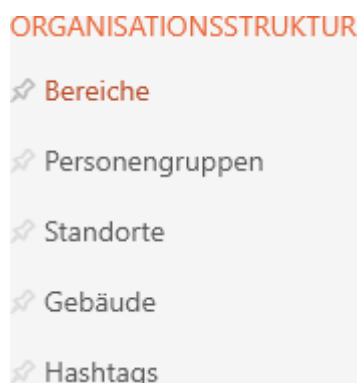 ORGANISATIONSSTRUKTUR
Bereiche
Personengruppen
Standorte
Gebäude
Hashtags